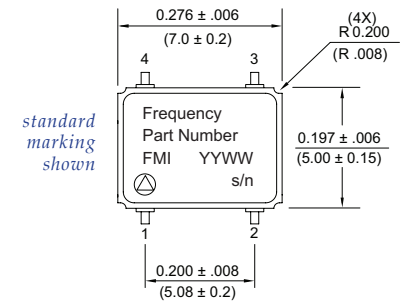 0.276 ± .006
(7.0 ± 0.2)
(4X)
R 0.200
(R .008)
4
3
standard
marking
shown
Frequency
Part Number
FMI YYWW
s/n
0.197 ± .006
(5.00 ± 0.15)
1
2
0.200 ± .008
(5.08 ± 0.2)